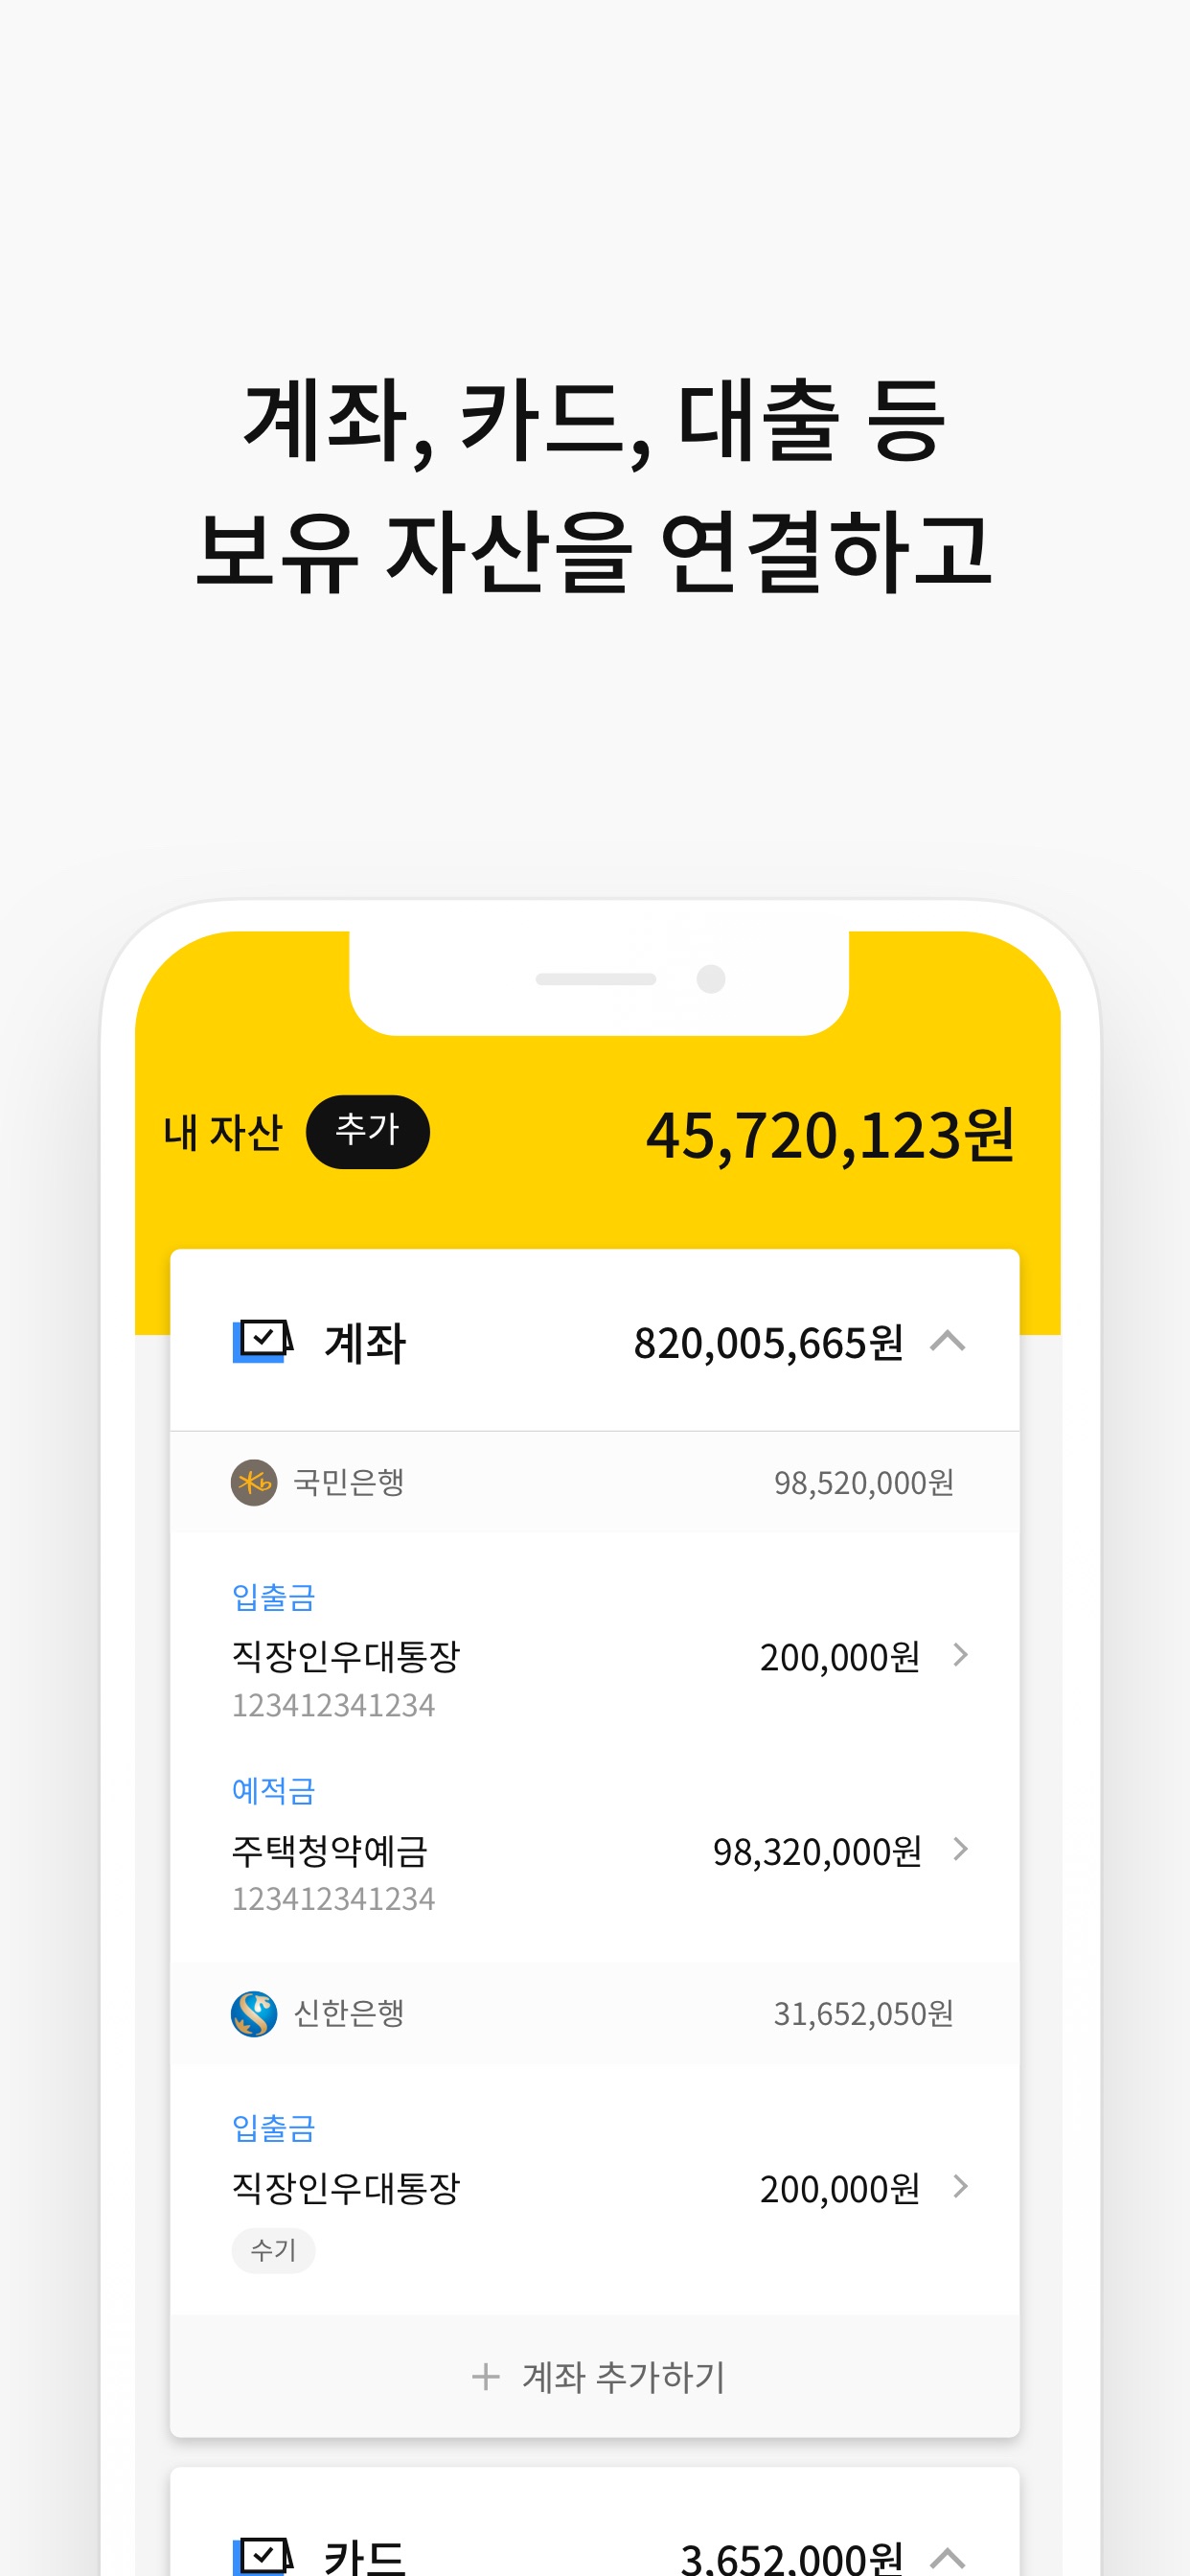 계좌, 카드, 대출 등
보유 자산을 연결하고
내 자산 추가 45,720,123원
계좌 820,005,665원
국민은행 98,520,000원
입출금
직장인우대통장 200,000원
123412341234
예적금
주택청약예금 98,320,000원
123412341234
신한은행 31,652,050원
입출금
직장인우대통장 200,000원
수기
+ 계좌 추가하기
카드 3,652,000원